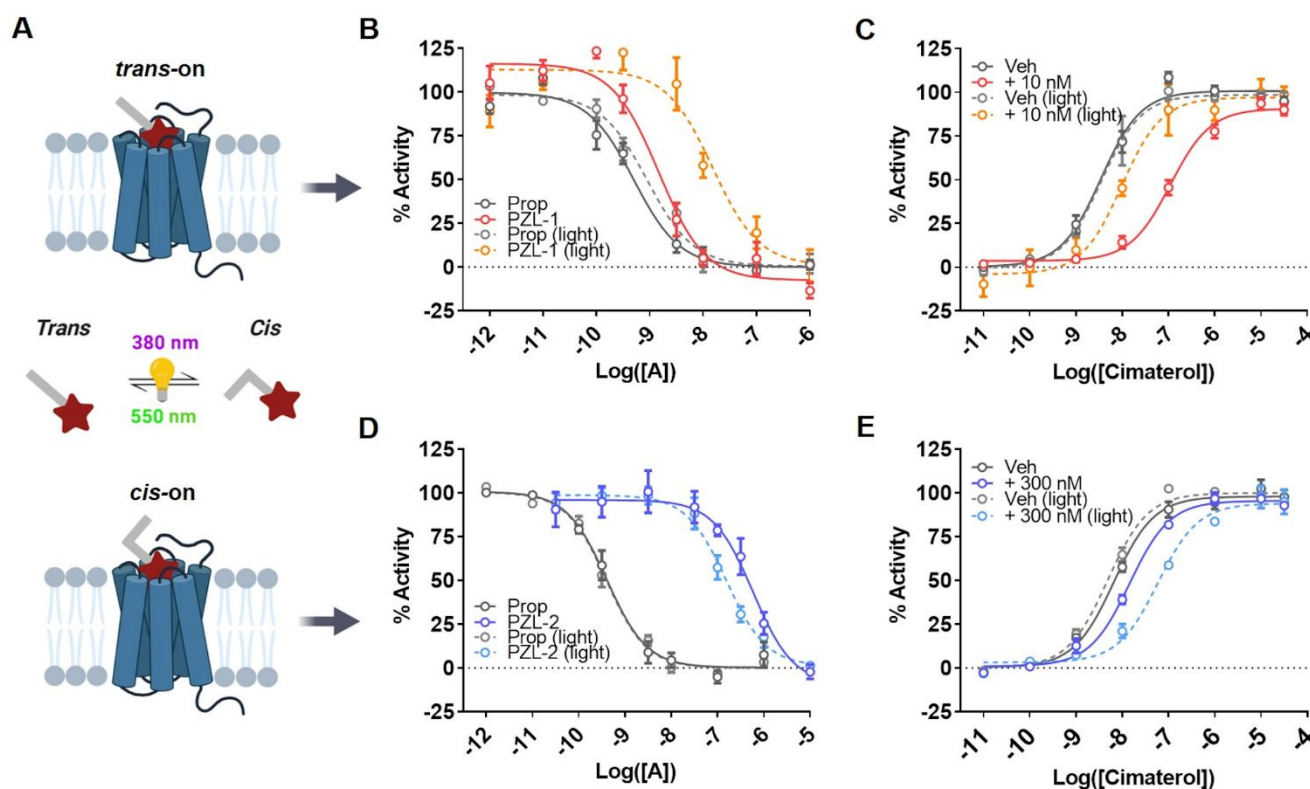 A
trans-on
Trans
380 nm
Cis
550 nm
cis-on
B
125
100
75
50
25
0
-25
% Activity
Prop
PZL-1
Prop (light)
PZL-1 (light)
-12
-11
-10
-9
-8
-7
-6
Log([A])
C
125
100
75
50
25
0
-25
% Activity
Veh
+ 10 nM
Veh (light)
+ 10 nM (light)
-11
-10
-9
-8
-7
-6
-5
-4
Log([Cimaterol])
D
125
100
75
50
25
0
-25
% Activity
Prop
PZL-2
Prop (light)
PZL-2 (light)
-12
-11
-10
-9
-8
-7
-6
-5
Log([A])
E
125
100
75
50
25
0
-25
% Activity
Veh
+ 300 nM
Veh (light)
+ 300 nM (light)
-11
-10
-9
-8
-7
-6
-5
-4
Log([Cimaterol])